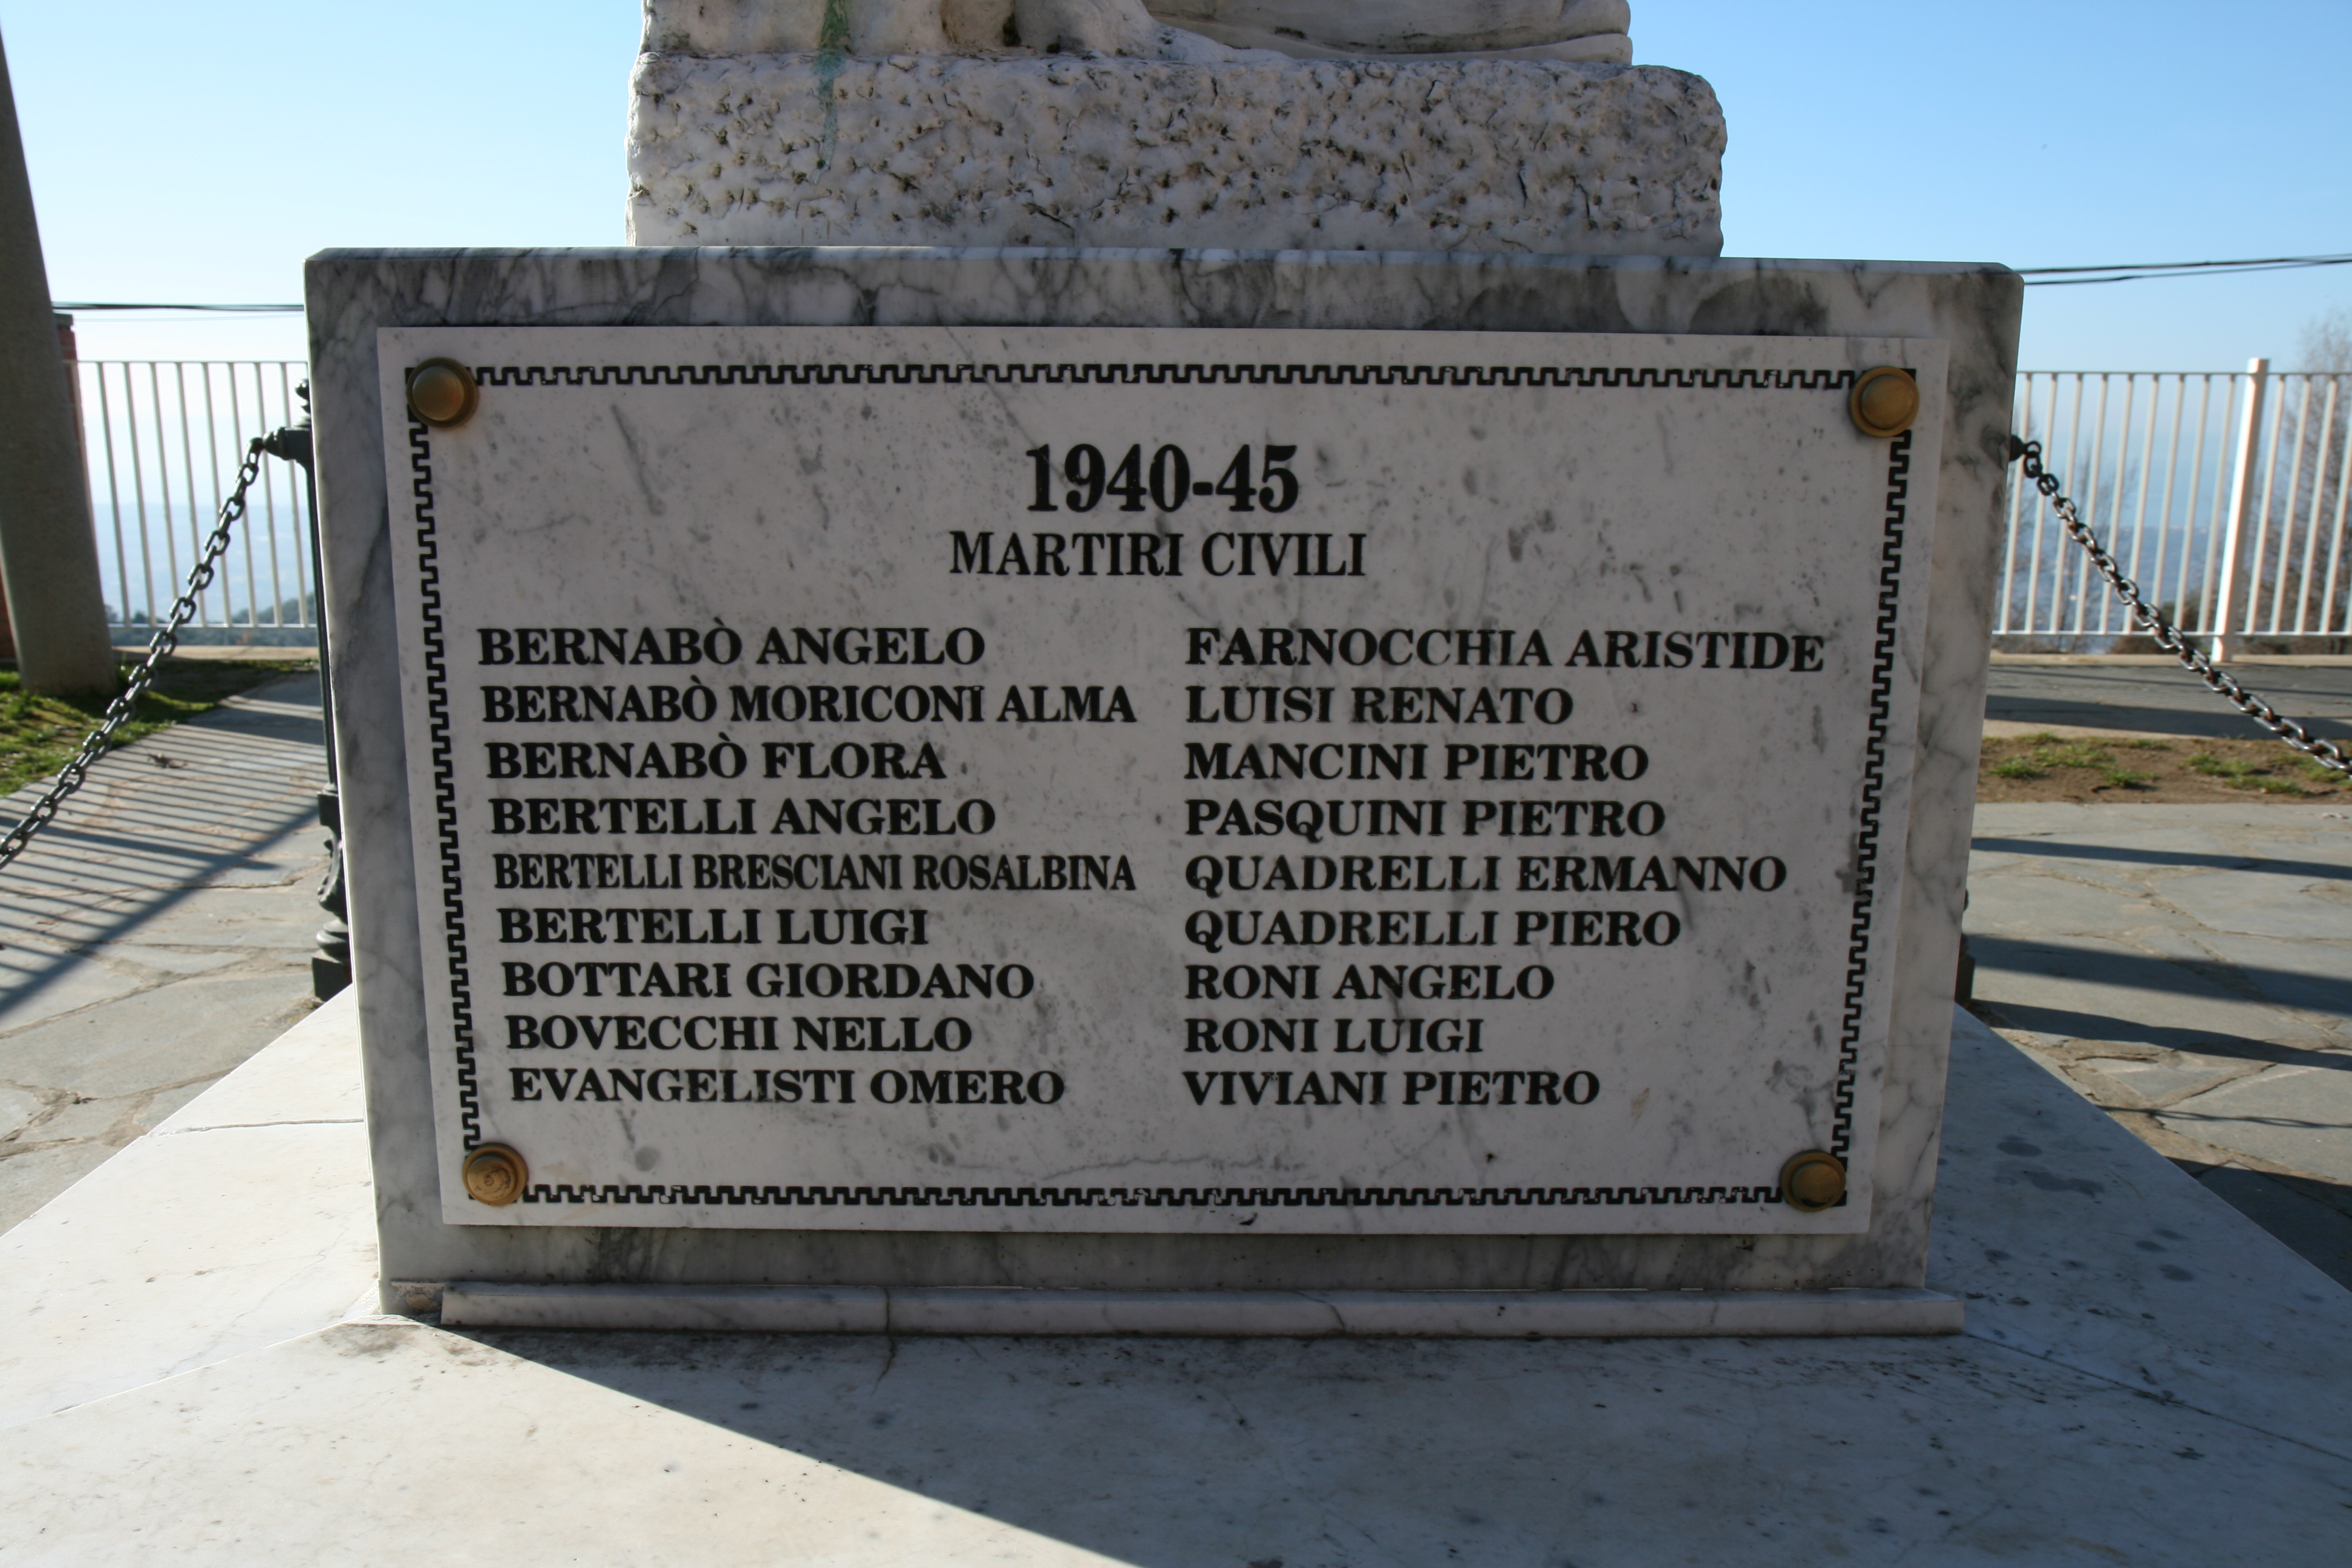 1940-45
MARTIRI CIVILI
BERNABÒ ANGELO
BERNABÒ MORICONI ALMA
BERNABÒ FLORA
BERTELLI ANGELO
BERTELLI BRESCIANI ROSALBINA
BERTELLI LUIGI
BOTTARI GIORDANO
BOVECCHI NELLO
EVANGELISTI OMERO
FARNOCCHIA ARISTIDE
LUISI RENATO
MANCINI PIETRO
PASQUINI PIETRO
QUADRELLI ERMANNO
QUADRELLI PIERO
RONI ANGELO
RONI LUIGI
VIVIANI PIETRO